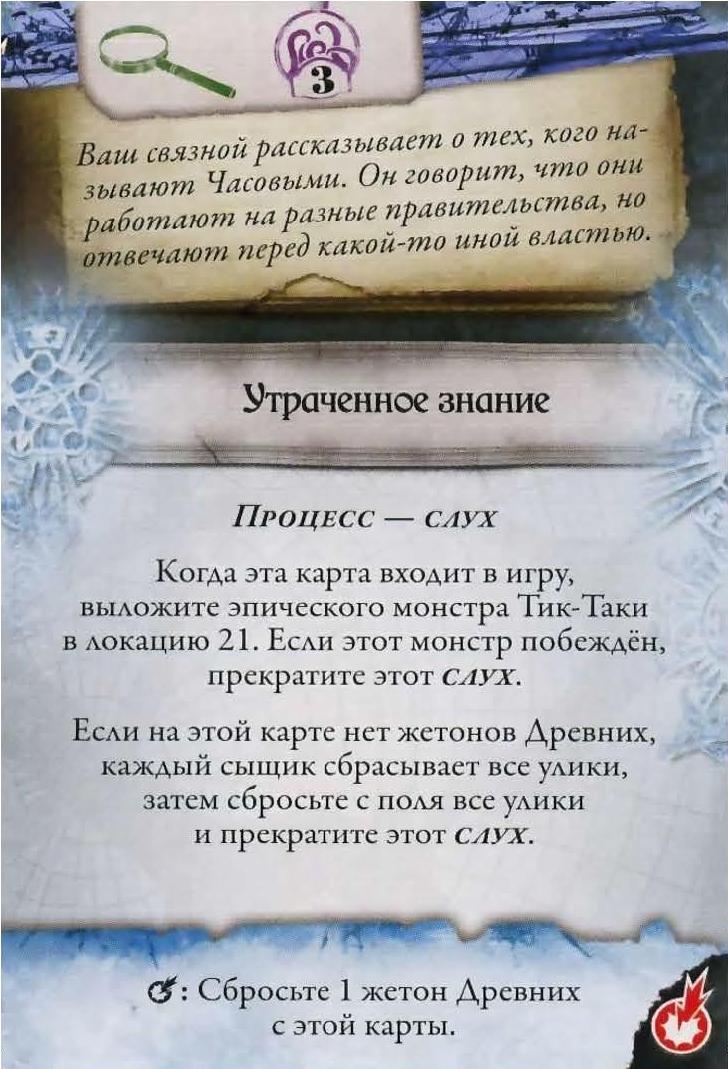 3
Ваш связной рассказывает о тех, кого на-
зывают Часовыми. Он говорит, что они
работают на разные правительства, но
отвечают перед какой-то иной властью.
Утраченное знание
Процесс — слух
Когда эта карта входит в игру,
выложите эпического монстра Тик-Таки
в локацию 21. Если этот монстр побеждён,
прекратите этот слух.
Если на этой карте нет жетонов Древних,
каждый сыщик сбрасывает все улики,
затем сбросьте с поля все улики
и прекратите этот слух.
: Сбросьте 1 жетон Древних
с этой карты.